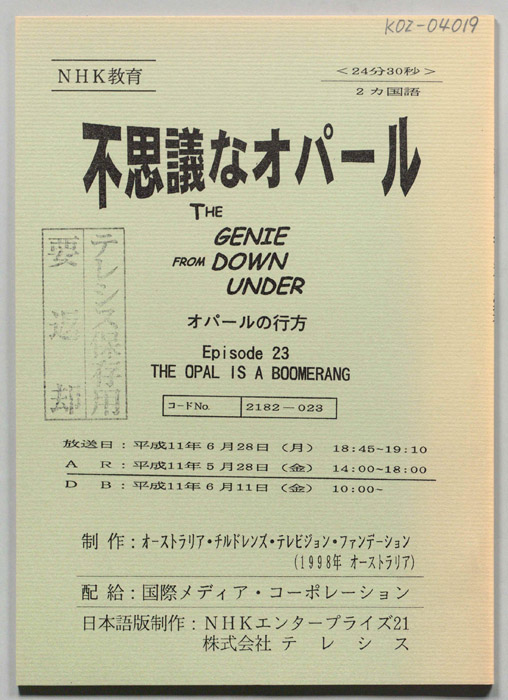 K02-04019
NHK教育
＜24分30秒＞
2カ国語
不思議なオパール
THE
GENIE
FROM DOWN
UNDER
オパールの行方
Episode 23
THE OPAL IS A BOOMERANG
テレシス保存用
要返却
コードNo. 2182－023
放送日：平成11年6月28日（月） 18:45~19:10
A R：平成11年5月28日（金） 14:00~18:00
D B：平成11年6月11日（金） 10:00~
制作：オーストラリア・チルドレンズ・テレビジョン・ファンデーション
（1998年 オーストラリア）
配給：国際メディア・コーポレーション
日本語版制作：NHKエンタープライズ21
株式会社 テレシス